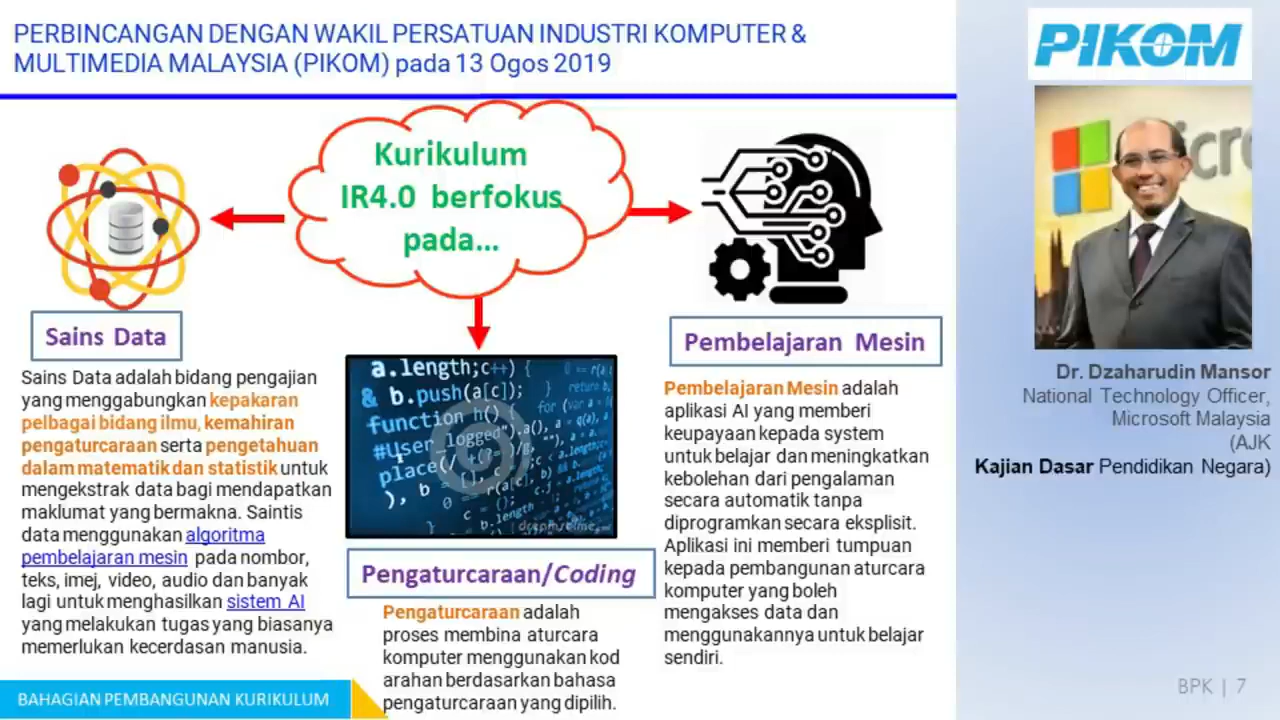 PERBINCANGAN DENGAN WAKIL PERSATUAN INDUSTRI KOMPUTER &
MULTIMEDIA MALAYSIA (PIKOM) pada 13 Ogos 2019
PIKOM
Kurikulum
IR4.0 berfokus
pada...
Sains Data
Sains Data adalah bidang pengajian
yang menggabungkan kepakaran
pelbagai bidang ilmu, kemahiran
pengaturcaraan serta pengetahuan
dalam matematik dan statistik untuk
mengekstrak data bagi mendapatkan
maklumat yang bermakna. Saintis
data menggunakan algoritma
pembelajaran mesin pada nombor,
teks, imej, video, audio dan banyak
lagi untuk menghasilkan sistem AI
yang melakukan tugas yang biasanya
memerlukan kecerdasan manusia.
a.length;c++) {
& b.push(a[c]);
function h()
#User_logged
place(
Pengaturcaraan/Coding
Pengaturcaraan adalah
proses membina aturcara
komputer menggunakan kod
arahan berdasarkan bahasa
pengaturcaraan yang dipilih.
Pembelajaran Mesin
Pembelajaran Mesin adalah
aplikasi AI yang memberi
keupayaan kepada system
untuk belajar dan meningkatkan
kebolehan dari pengalaman
secara automatik tanpa
diprogramkan secara eksplisit.
Aplikasi ini memberi tumpuan
kepada pembangunan aturcara
komputer yang boleh
mengakses data dan
menggunakannya untuk belajar
sendiri.
Dr. Dzaharudin Mansor
National Technology Officer,
Microsoft Malaysia
(AJK
Kajian Dasar Pendidikan Negara)
BAHAGIAN PEMBANGUNAN KURIKULUM
BPK | 7